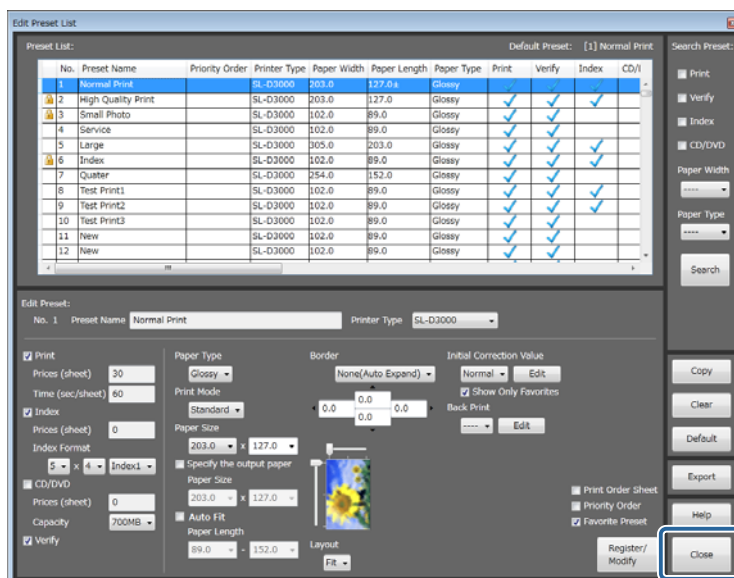 Edit Preset List
Preset List: Default Preset: [1] Normal Print
No. Preset Name Priority Order Printer Type Paper Width Paper Length Paper Type Print Verify Index CD/
1 Normal Print SL-D3000 203.0 127.0± Glossy
2 High Quality Print SL-D3000 203.0 127.0 Glossy
3 Small Photo SL-D3000 102.0 89.0 Glossy
4 Service SL-D3000 102.0 89.0 Glossy
5 Large SL-D3000 305.0 203.0 Glossy
6 Index SL-D3000 102.0 89.0 Glossy
7 Quater SL-D3000 254.0 152.0 Glossy
8 Test Print1 SL-D3000 102.0 89.0 Glossy
9 Test Print2 SL-D3000 102.0 89.0 Glossy
10 Test Print3 SL-D3000 102.0 89.0 Glossy
11 New SL-D3000 102.0 89.0 Glossy
12 New SL-D3000 102.0 89.0 Glossy
Search Preset:
Print
Verify
Index
CD/DVD
Paper Width
----
Paper Type
----
Search
Edit Preset:
No. 1 Preset Name Normal Print Printer Type SL-D3000
Print
Prices (sheet) 30
Time (sec/sheet) 60
Index
Prices (sheet) 0
Index Format
5 x 4 Index1
CD/DVD
Prices (sheet) 0
Capacity 700MB
Verify
Paper Type
Glossy
Print Mode
Standard
Paper Size
203.0 x 127.0
Specify the output paper
Paper Size
203.0 x 127.0
Auto Fit
Paper Length
89.0 - 152.0
Border
None(Auto Expand)
0.0
0.0 0.0
0.0
Layout
Fit
Initial Correction Value
Normal Edit
Show Only Favorites
Back Print
---- Edit
Print Order Sheet
Priority Order
Favorite Preset
Register/
Modify
Copy
Clear
Default
Export
Help
Close